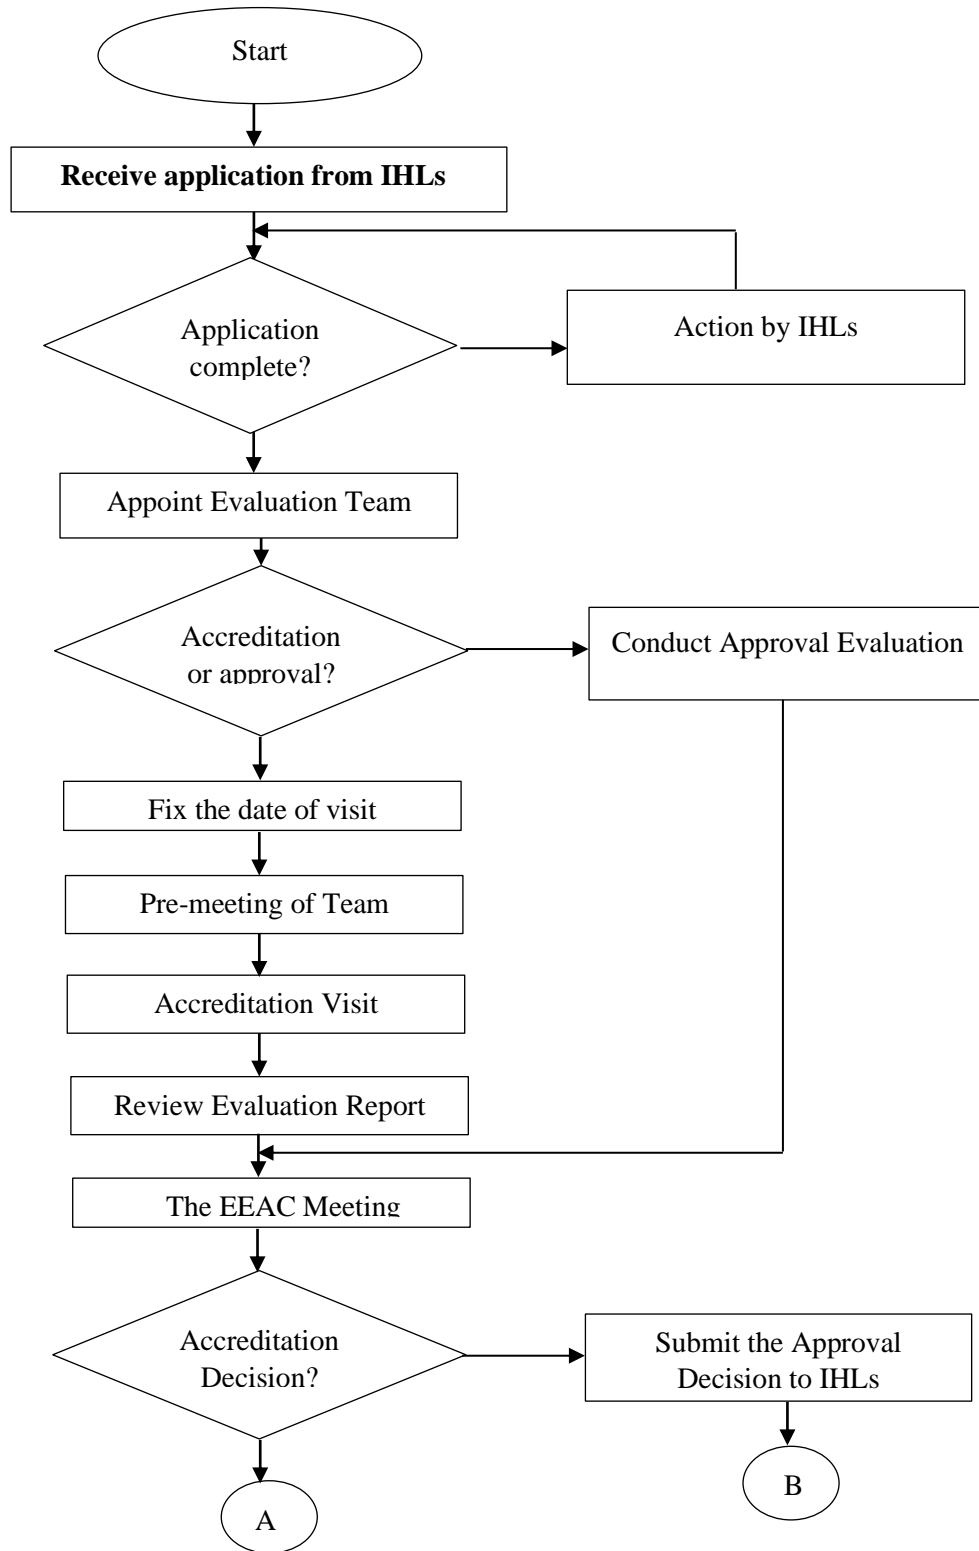 Start
Receive application from IHLs
Application
complete?
Action by IHLs
Appoint Evaluation Team
Accreditation
or approval?
Conduct Approval Evaluation
Fix the date of visit
Pre-meeting of Team
Accreditation Visit
Review Evaluation Report
The EEAC Meeting
Accreditation
Decision?
Submit the Approval
Decision to IHLs
B
A